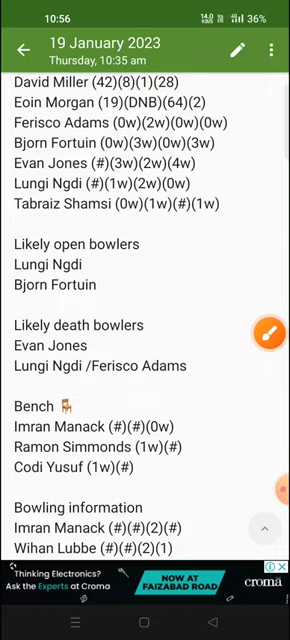 10:56
14.0 KB/S
4G
36%
19 January 2023
Thursday, 10:35 am
David Miller (42)(8)(1)(28)
Eoin Morgan (19)(DNB)(64)(2)
Ferisco Adams (0w)(2w)(0w)(0w)
Bjorn Fortuin (0w)(3w)(0w)(3w)
Evan Jones (#)(3w)(2w)(4w)
Lungi Ngdi (#)(1w)(2w)(0w)
Tabraiz Shamsi (0w)(1w)(#)(1w)
Likely open bowlers
Lungi Ngdi
Bjorn Fortuin
Likely death bowlers
Evan Jones
Lungi Ngdi /Ferisco Adams
Bench 🪑
Imran Manack (#)(#)(0w)
Ramon Simmonds (1w)(#)
Codi Yusuf (1w)(#)
Bowling information
Imran Manack (#)(#)(2)(#)
Wihan Lubbe (#)(#)(2)(1)
Thinking Electronics?
Ask the Experts at Croma
NOW AT
FAIZABAD ROAD
croma